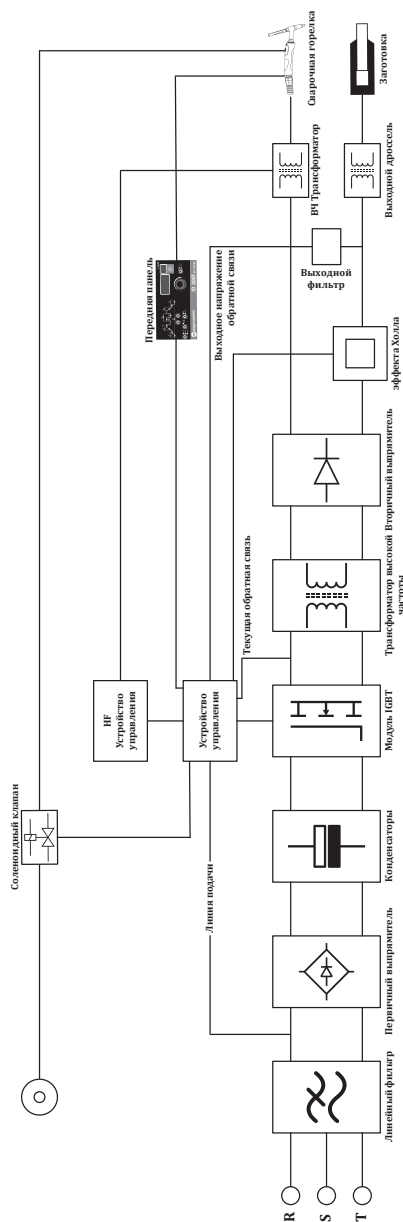 Соленоидный клапан
HF
Устройство
управления
Устройство
управления
Передняя панель
Выходное напряжение
обратной связи
Текущая обратная связь
Линия подачи
Сварочная горелка
Заготовка
ВЧ Трансформатор
Выходной дроссель
Выходной
фильтр
эффекта Холла
Вторичный выпрямитель
Трансформатор высокой
частоты
Модуль IGBT
Конденсаторы
Первичный выпрямитель
Линейный фильтр
R
S
T